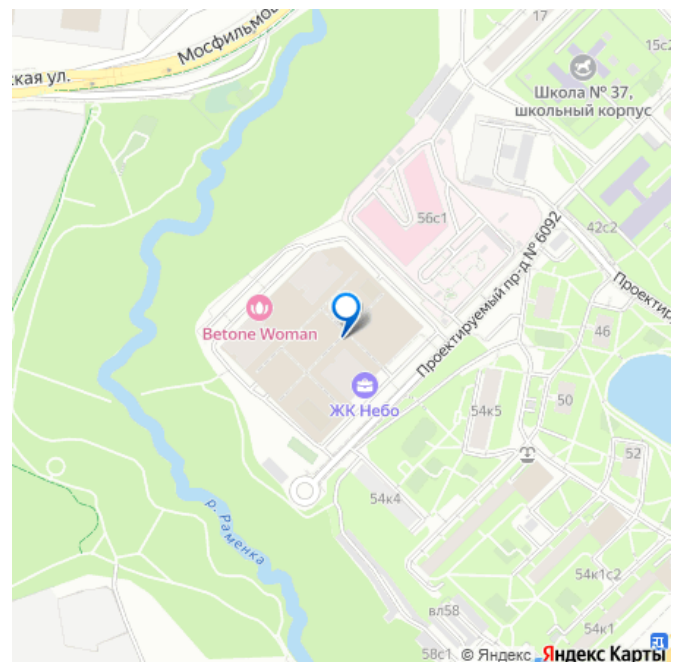 17
Мосфильмов
ская ул.
15с2
Школа № 37,
школьный корпус
56с1
42с2
Проектируемый пр-д № 6092
Проектиру
Betone Woman
46
ЖК Небо
50
54к5
52
54к4
р. Раменка
54к1с2
вл58
54к1
58с1
© Яндекс Яндекс Карты